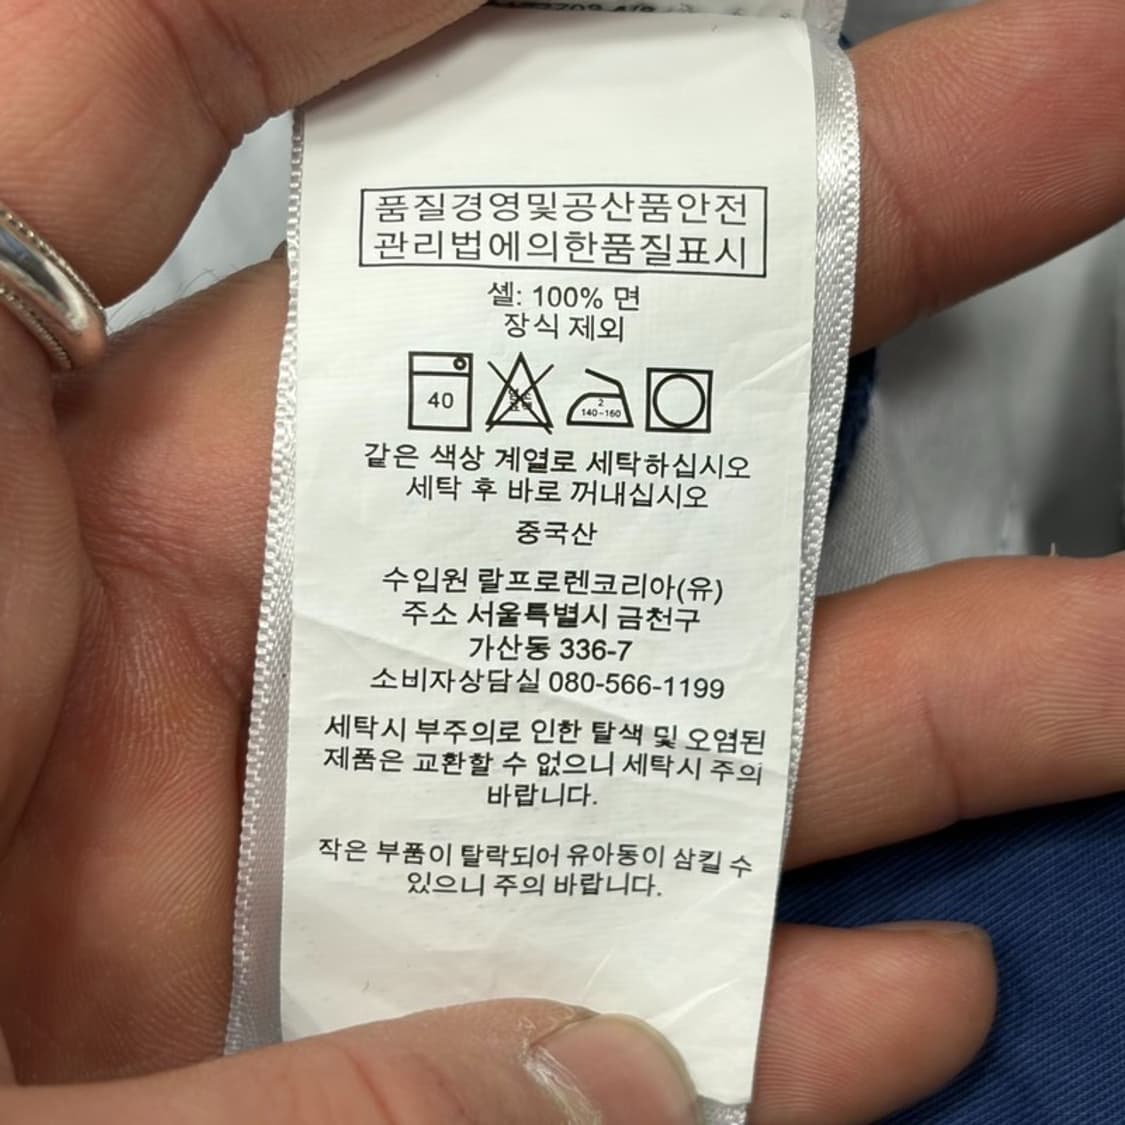 품질경영및공산품안전
관리법에의한품질표시
셸: 100% 면
장식 제외
40
2
140-160
같은 색상 계열로 세탁하십시오
세탁 후 바로 꺼내십시오
중국산
수입원 랄프로렌코리아(유)
주소 서울특별시 금천구
가산동 336-7
소비자상담실 080-566-1199
세탁시 부주의로 인한 탈색 및 오염된
제품은 교환할 수 없으니 세탁시 주의
바랍니다.
작은 부품이 탈락되어 유아동이 삼킬 수
있으니 주의 바랍니다.